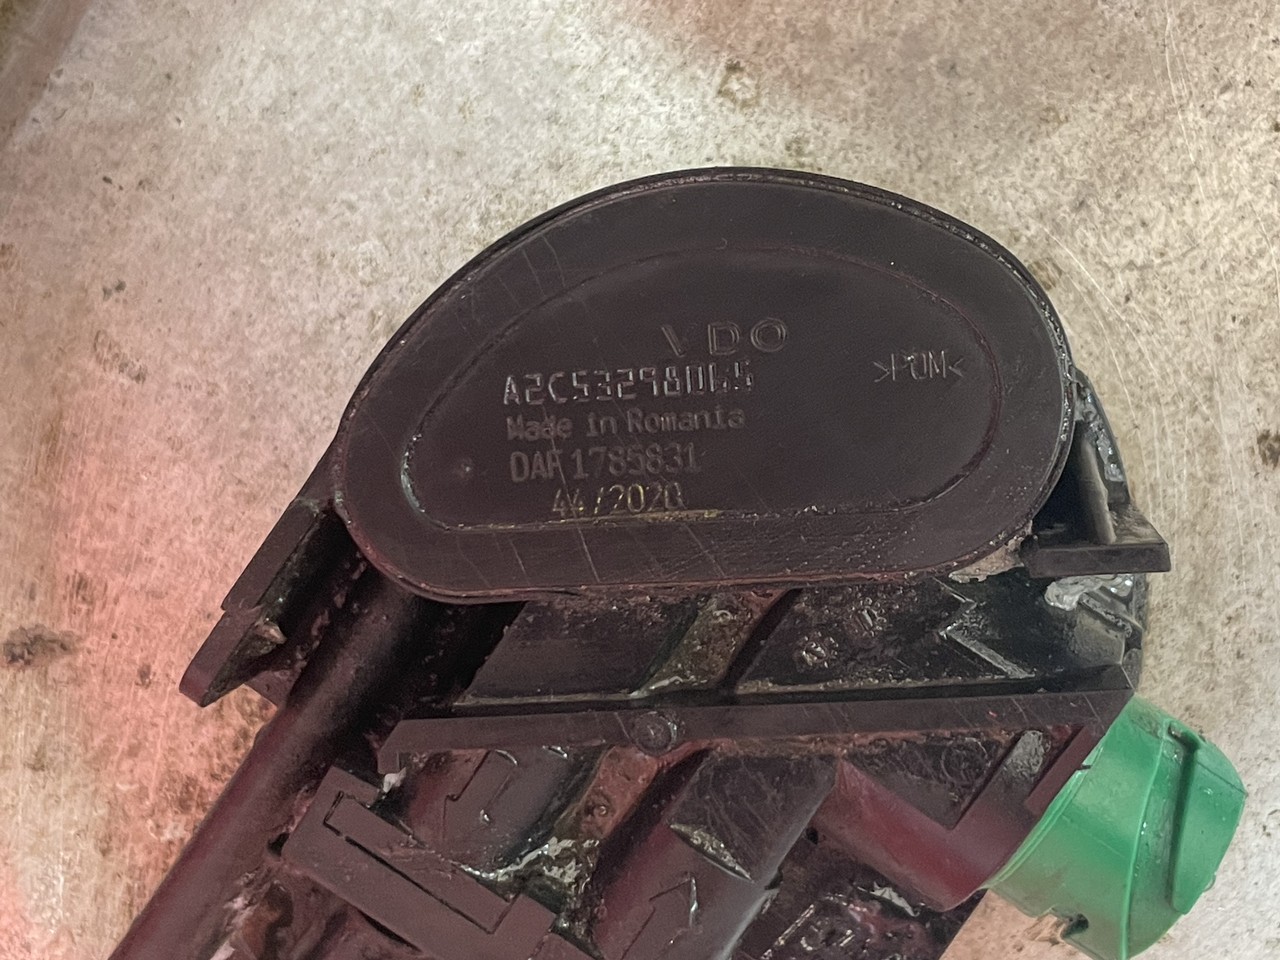 VDO
A2C53298065
>POM<
Made in Romania
DAF 1785831
44/2020